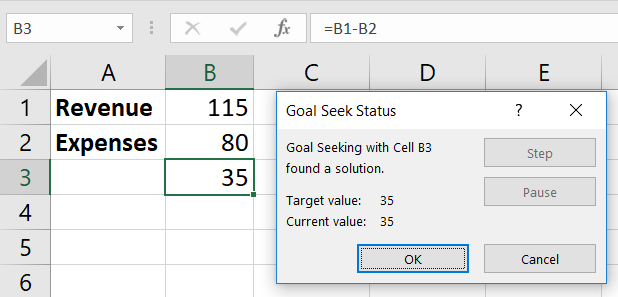 B3 fx =B1-B2
A B C D E
1 Revenue 115
2 Expenses 80
3 35
4
5
6
Goal Seek Status ?
Goal Seeking with Cell B3
found a solution.
Target value: 35
Current value: 35
Step
Pause
OK Cancel